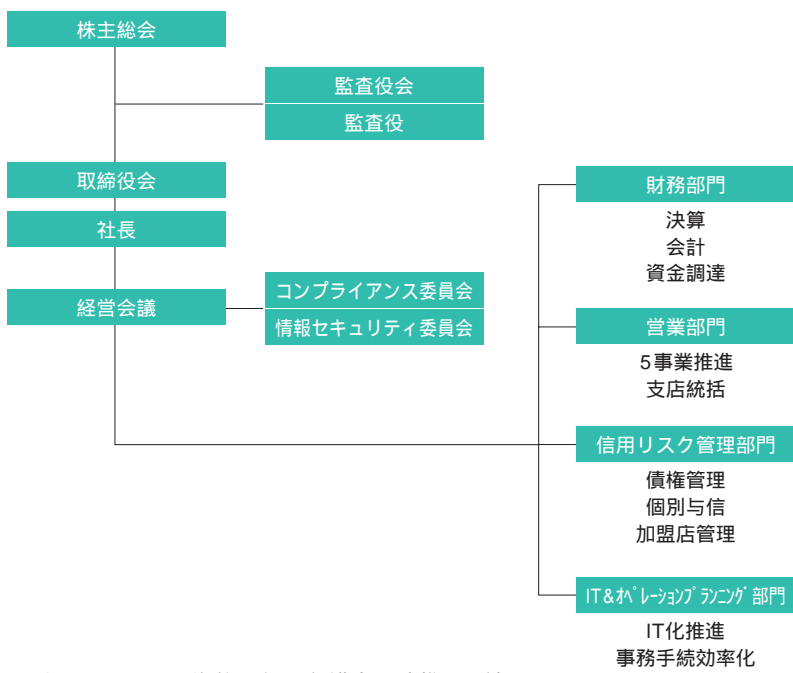 株主総会
監査役会
監査役
取締役会
社長
経営会議
コンプライアンス委員会
情報セキュリティ委員会
財務部門
決算
会計
資金調達
営業部門
5事業推進
支店統括
信用リスク管理部門
債権管理
個別与信
加盟店管理
IT&ｵﾍﾟﾚｰｼｮﾝﾌﾟﾗﾝﾆﾝｸﾞ部門
IT化推進
事務手続効率化